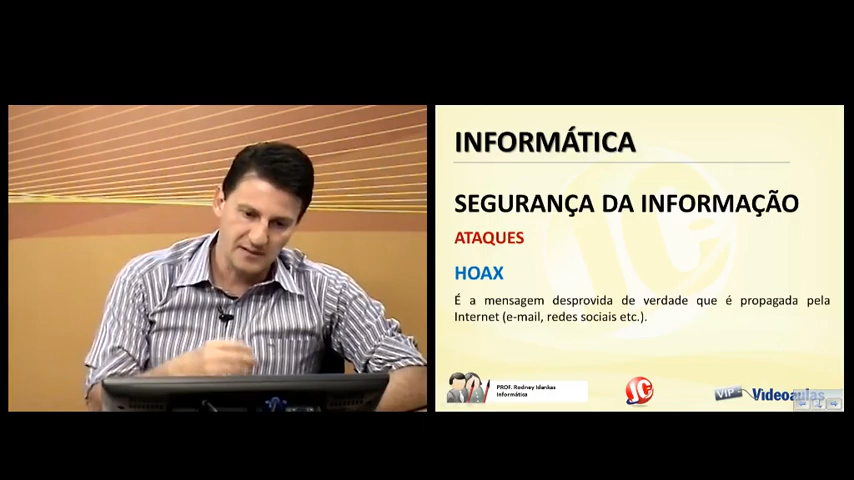 INFORMÁTICA
SEGURANÇA DA INFORMAÇÃO
ATAQUES
HOAX
É a mensagem desprovida de verdade que é propagada pela
Internet (e-mail, redes sociais etc.).
PROF. Rodney Idankas
Informática
JC
VIP Videoaulas